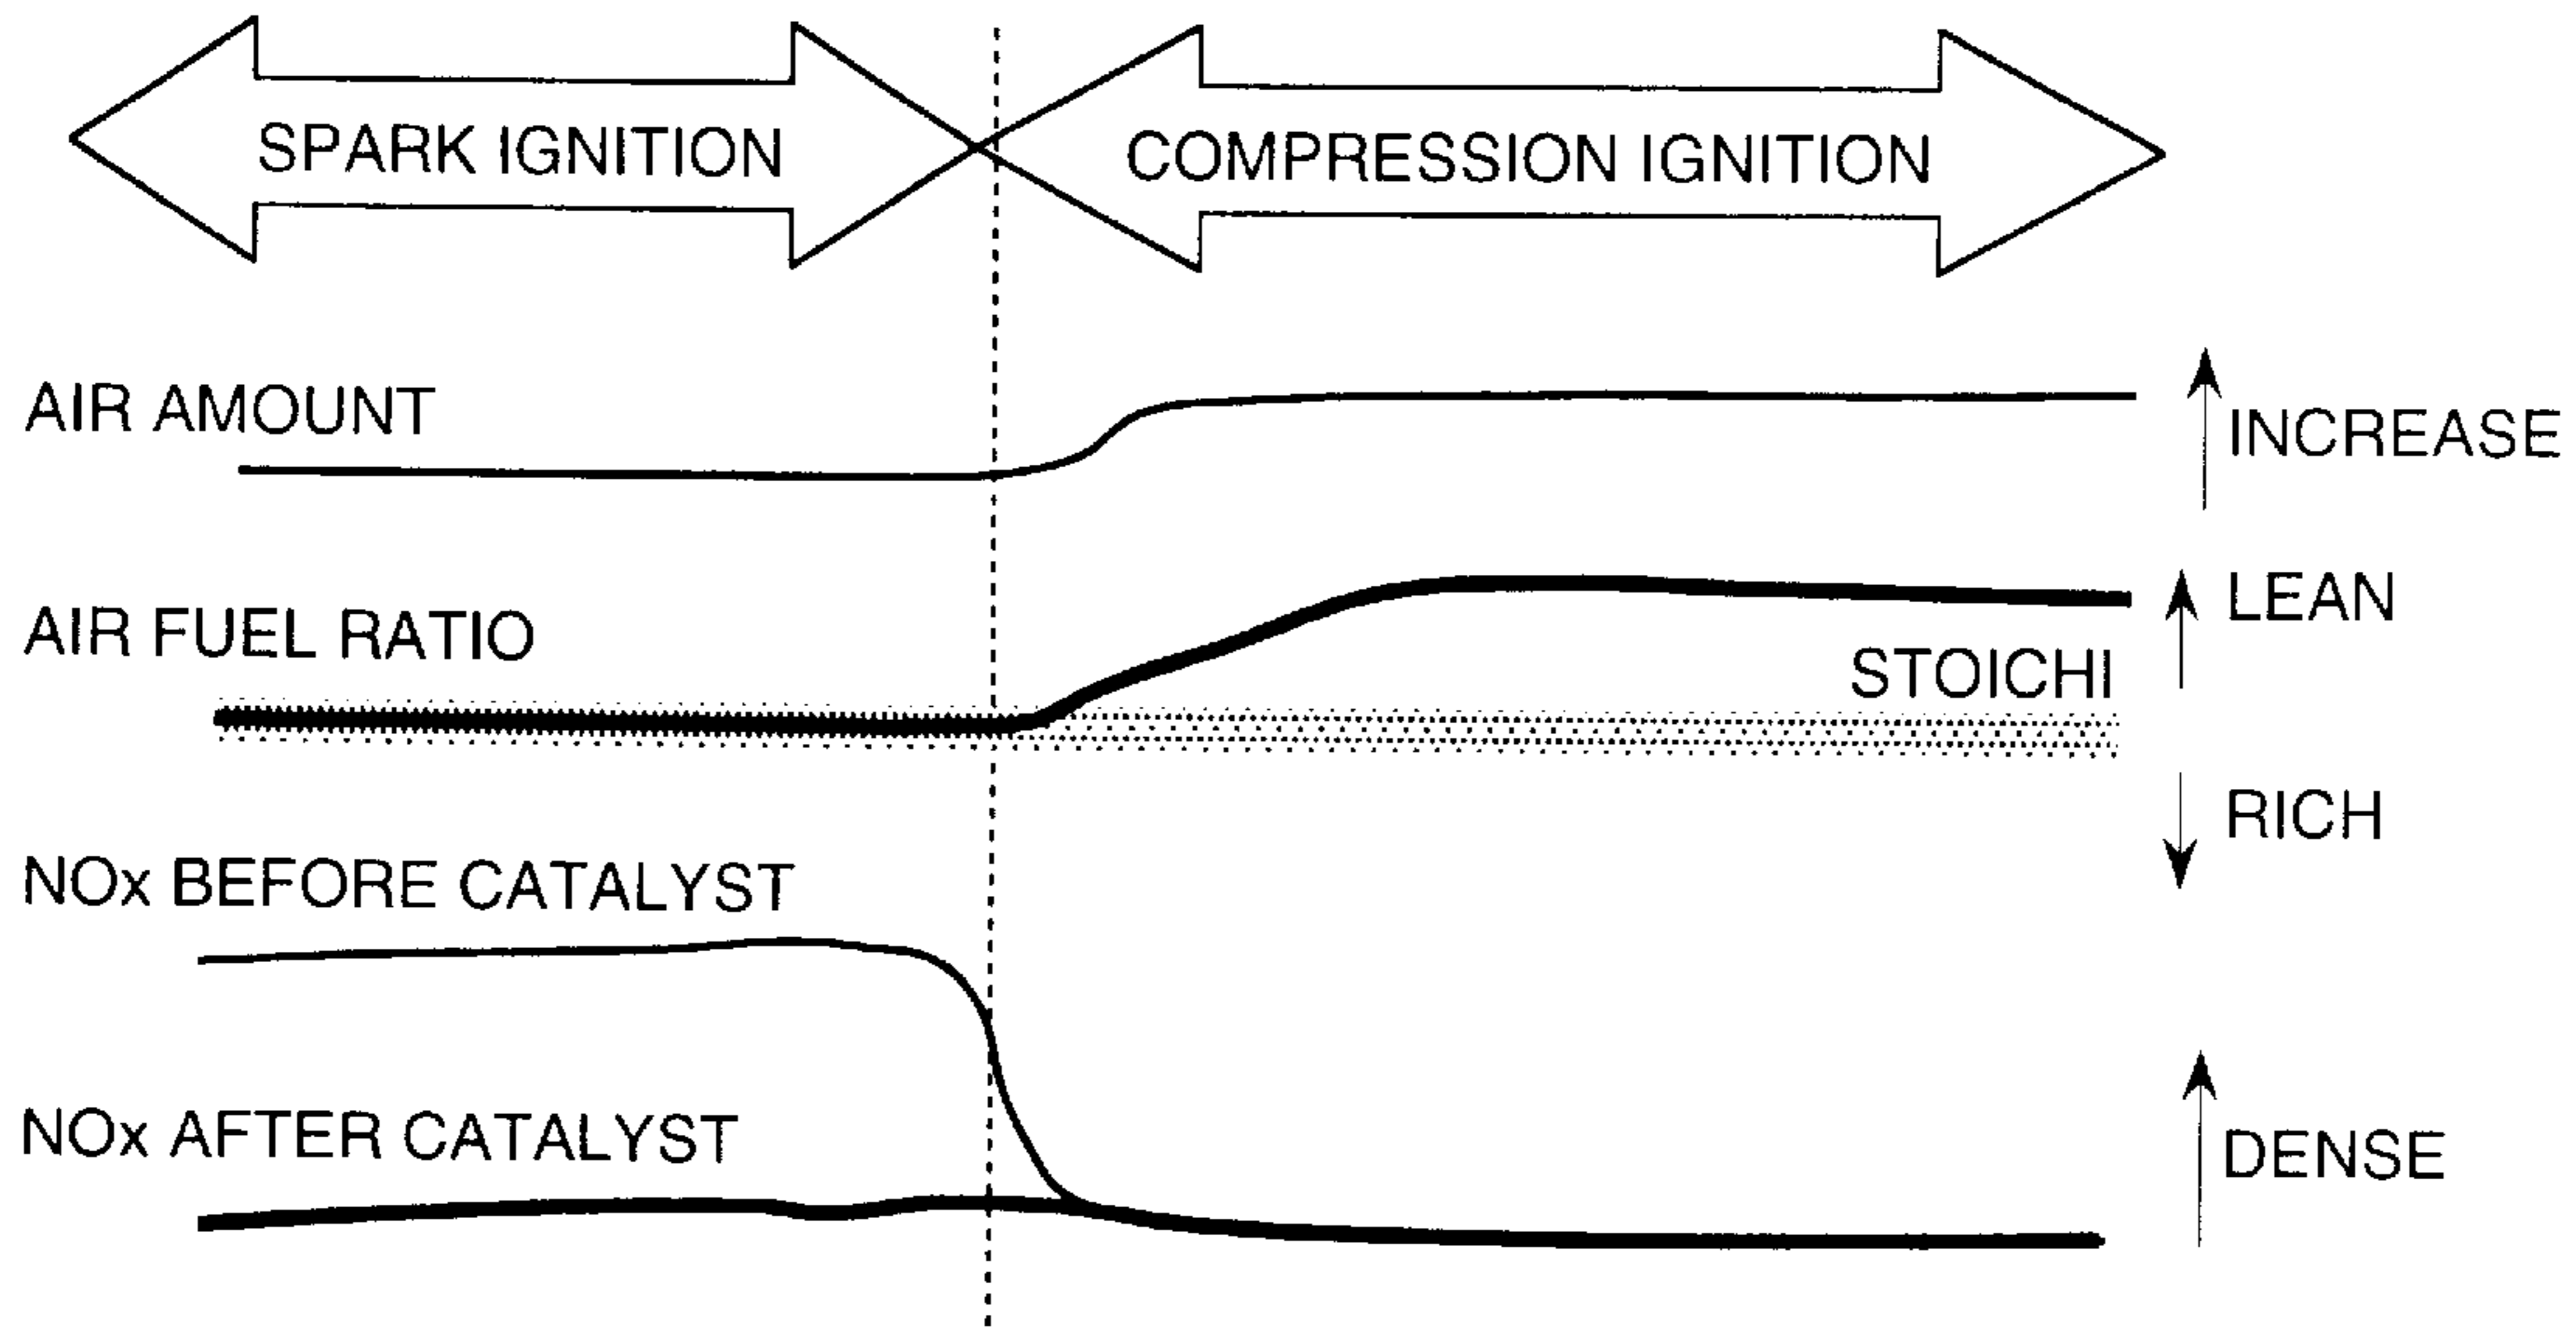 SPARK IGNITION
COMPRESSION IGNITION
AIR AMOUNT
INCREASE
AIR FUEL RATIO
LEAN
STOICHI
RICH
NOx BEFORE CATALYST
NOx AFTER CATALYST
DENSE